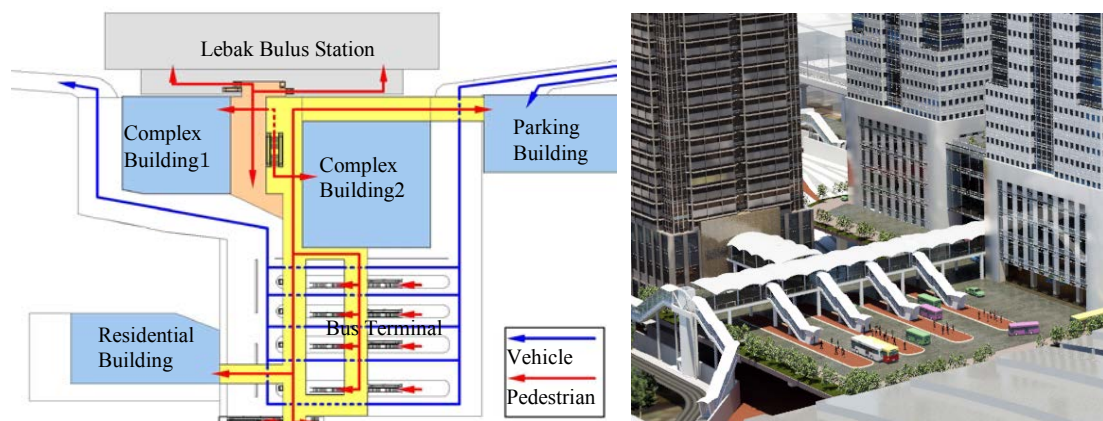 Lebak Bulus Station
Complex
Building1
Complex
Building2
Parking
Building
Bus Terminal
Residential
Building
Vehicle
Pedestrian